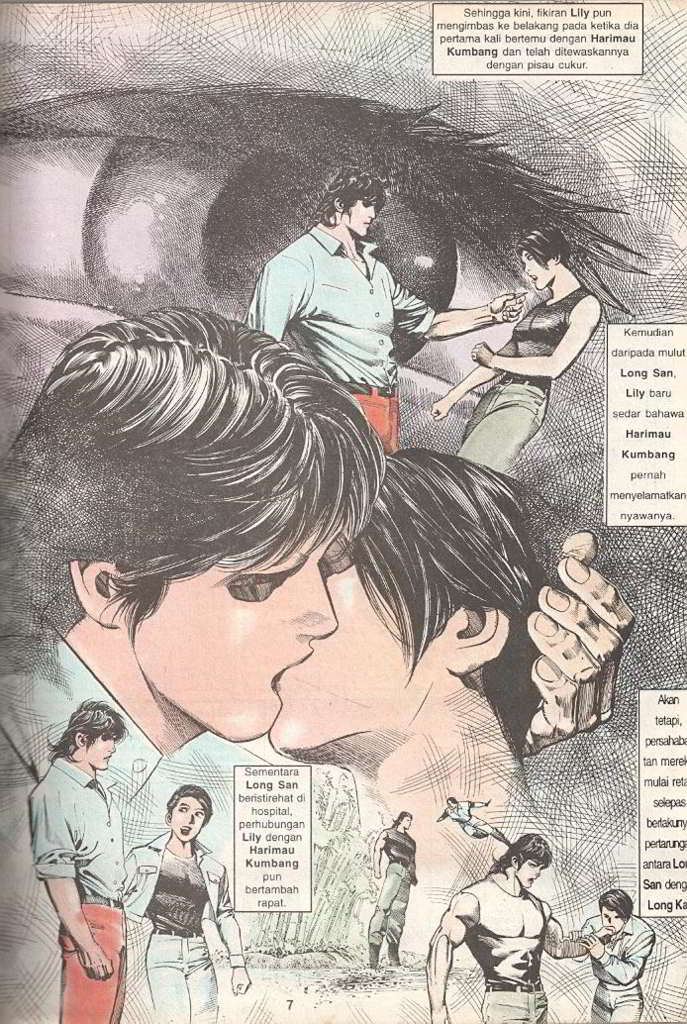 Sehingga kini, fikiran Lily pun
mengimbas ke belakang pada ketika dia
pertama kali bertemu dengan Harimau
Kumbang dan telah ditewaskannya
dengan pisau cukur.
Kemudian
daripada mulut
Long San,
Lily baru
sedar bahawa
Harimau
Kumbang
pernah
menyelamatkan
nyawanya.
Sementara
Long San
beristirehat di
hospital,
perhubungan
Lily dengan
Harimau
Kumbang
pun
bertambah
rapat.
Akan
tetapi,
persahaba
tan merek
mulai reta
selepas
berlakuny
pertarunga
antara Lo
San deng
Long Ka
7